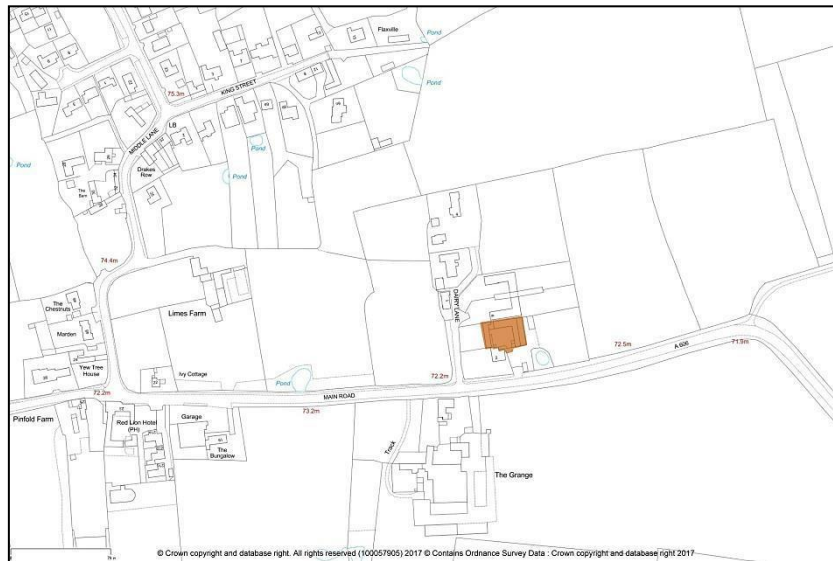 Flaxville
Pond
75.3m
KING STREET
LB
MIDDLE LANE
Pond
Drakes
Row
Pond
Pond
The
Barn
74.4m
DAIRY LANE
The
Chestnuts
Limes Farm
Marden
72.5m
A 606
71.9m
Yew Tree
House
Ivy Cottage
Pond
72.2m
72.2m
MAIN ROAD
73.2m
Pinfold Farm
Red Lion Hotel
(PH)
Garage
The
Bungalow
Track
The Grange
© Crown copyright and database right. All rights reserved (100057905) 2017 © Contains Ordnance Survey Data : Crown copyright and database right 2017